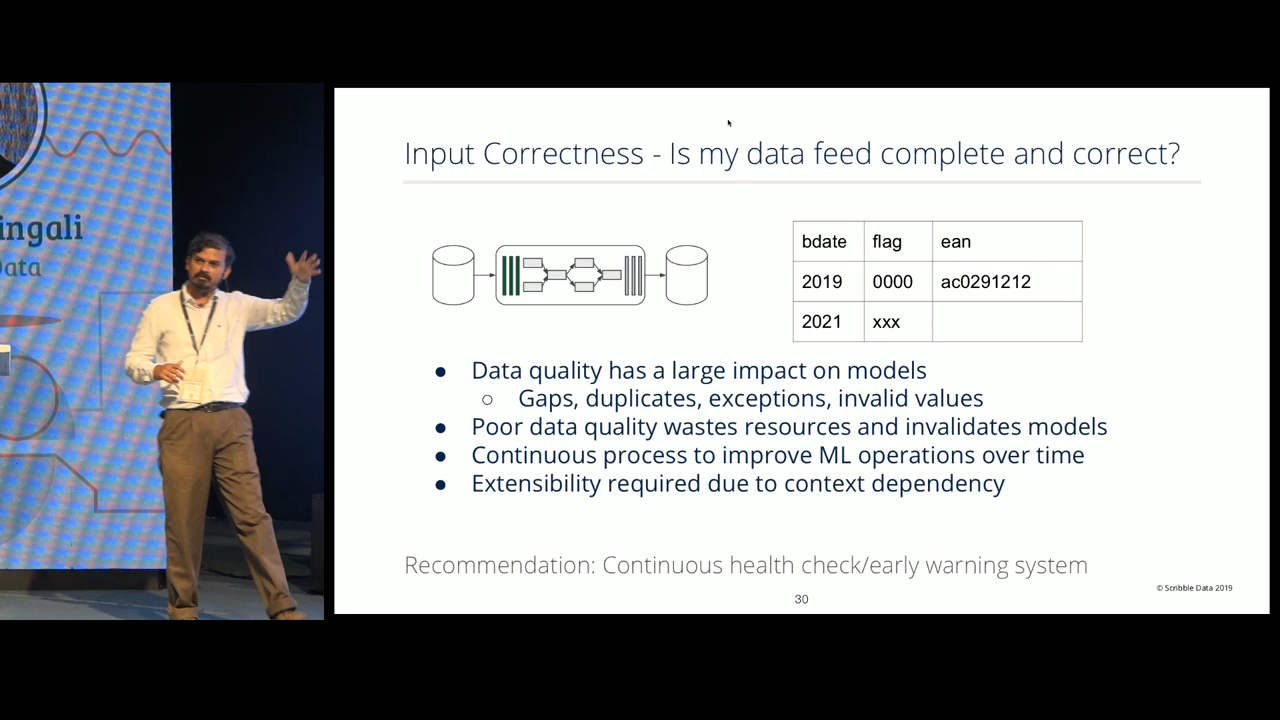 ingali
ata
Input Correctness - Is my data feed complete and correct?
bdate flag ean
2019 0000 ac0291212
2021 xxx
● Data quality has a large impact on models
○ Gaps, duplicates, exceptions, invalid values
● Poor data quality wastes resources and invalidates models
● Continuous process to improve ML operations over time
● Extensibility required due to context dependency
Recommendation: Continuous health check/early warning system
© Scribble Data 2019
30